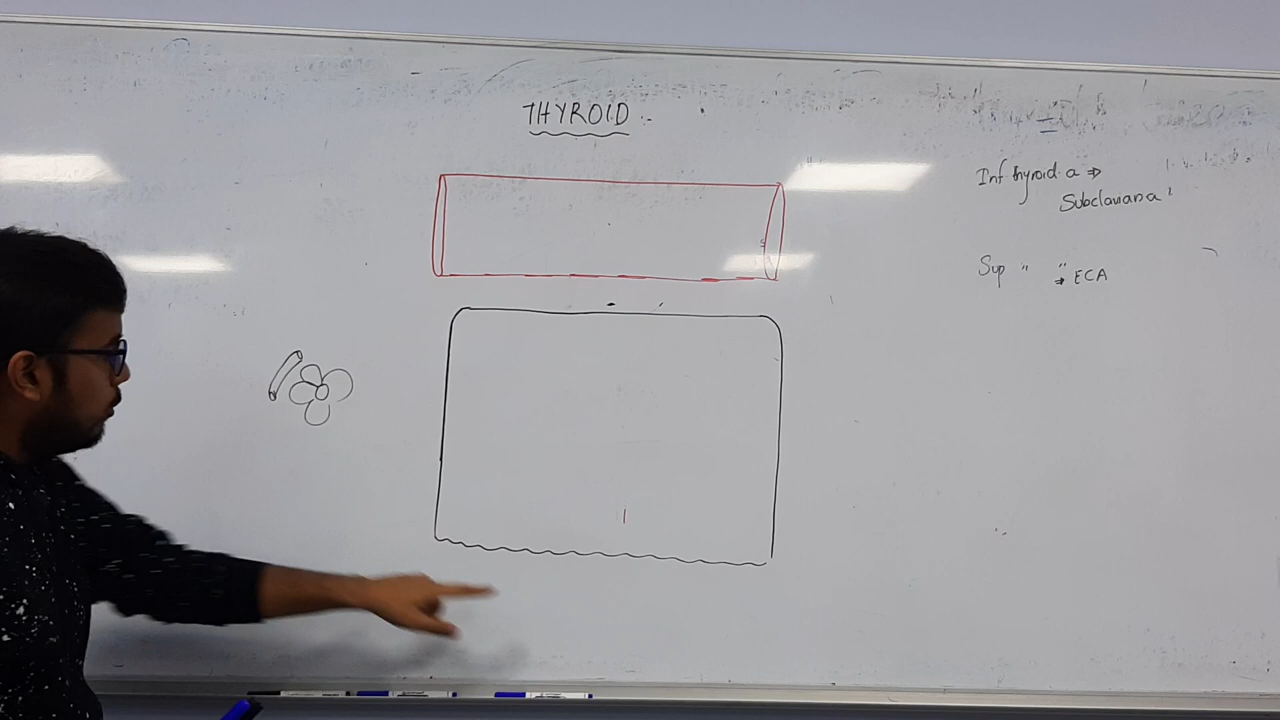 THYROID :-
Inf thyroid.a ⇒
Subclavian a
Sup " " ⇒ ECA